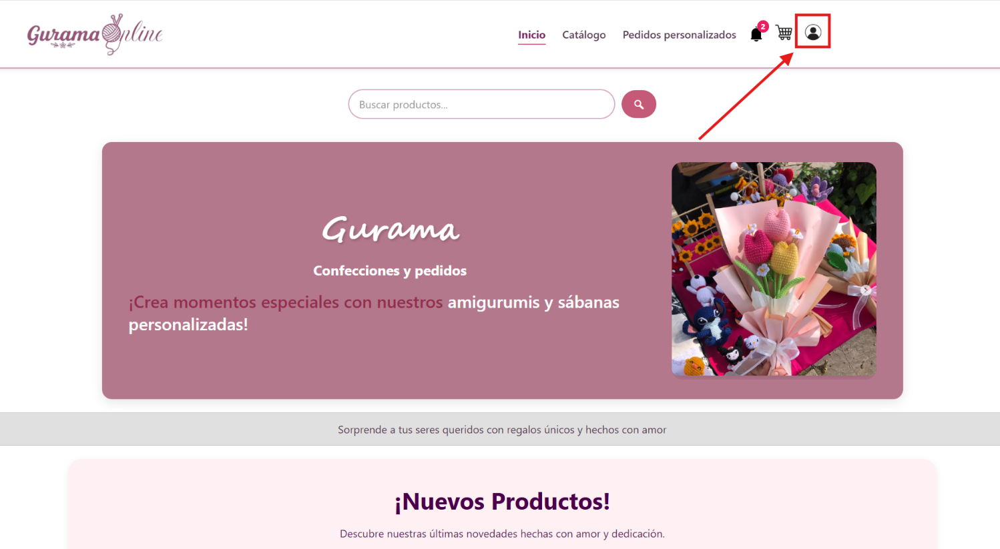 Gurama Online
Inicio Catálogo Pedidos personalizados 2
Buscar productos...
Gurama
Confecciones y pedidos
¡Crea momentos especiales con nuestros amigurumis y sábanas
personalizadas!
Sorprende a tus seres queridos con regalos únicos y hechos con amor
¡Nuevos Productos!
Descubre nuestras últimas novedades hechas con amor y dedicación.